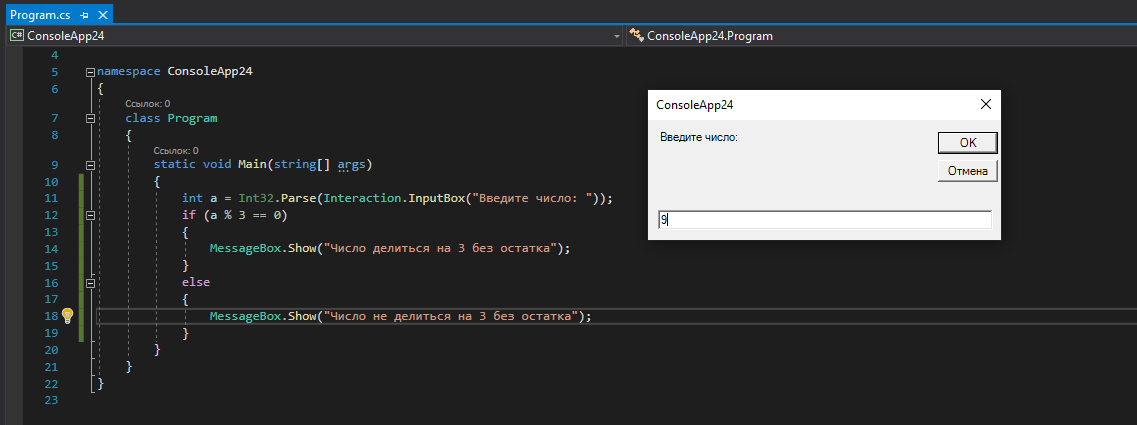 Program.cs
ConsoleApp24
ConsoleApp24.Program
4
5 namespace ConsoleApp24
6 {
Ссылок: 0
7 class Program
8 {
Ссылок: 0
9 static void Main(string[] args)
10 {
11 int a = Int32.Parse(Interaction.InputBox("Введите число: "));
12 if (a % 3 == 0)
13 {
14 MessageBox.Show("Число делиться на 3 без остатка");
15 }
16 else
17 {
18 MessageBox.Show("Число не делиться на 3 без остатка");
19 }
20 }
21 }
22 }
23
ConsoleApp24
Введите число:
OK
Отмена
9